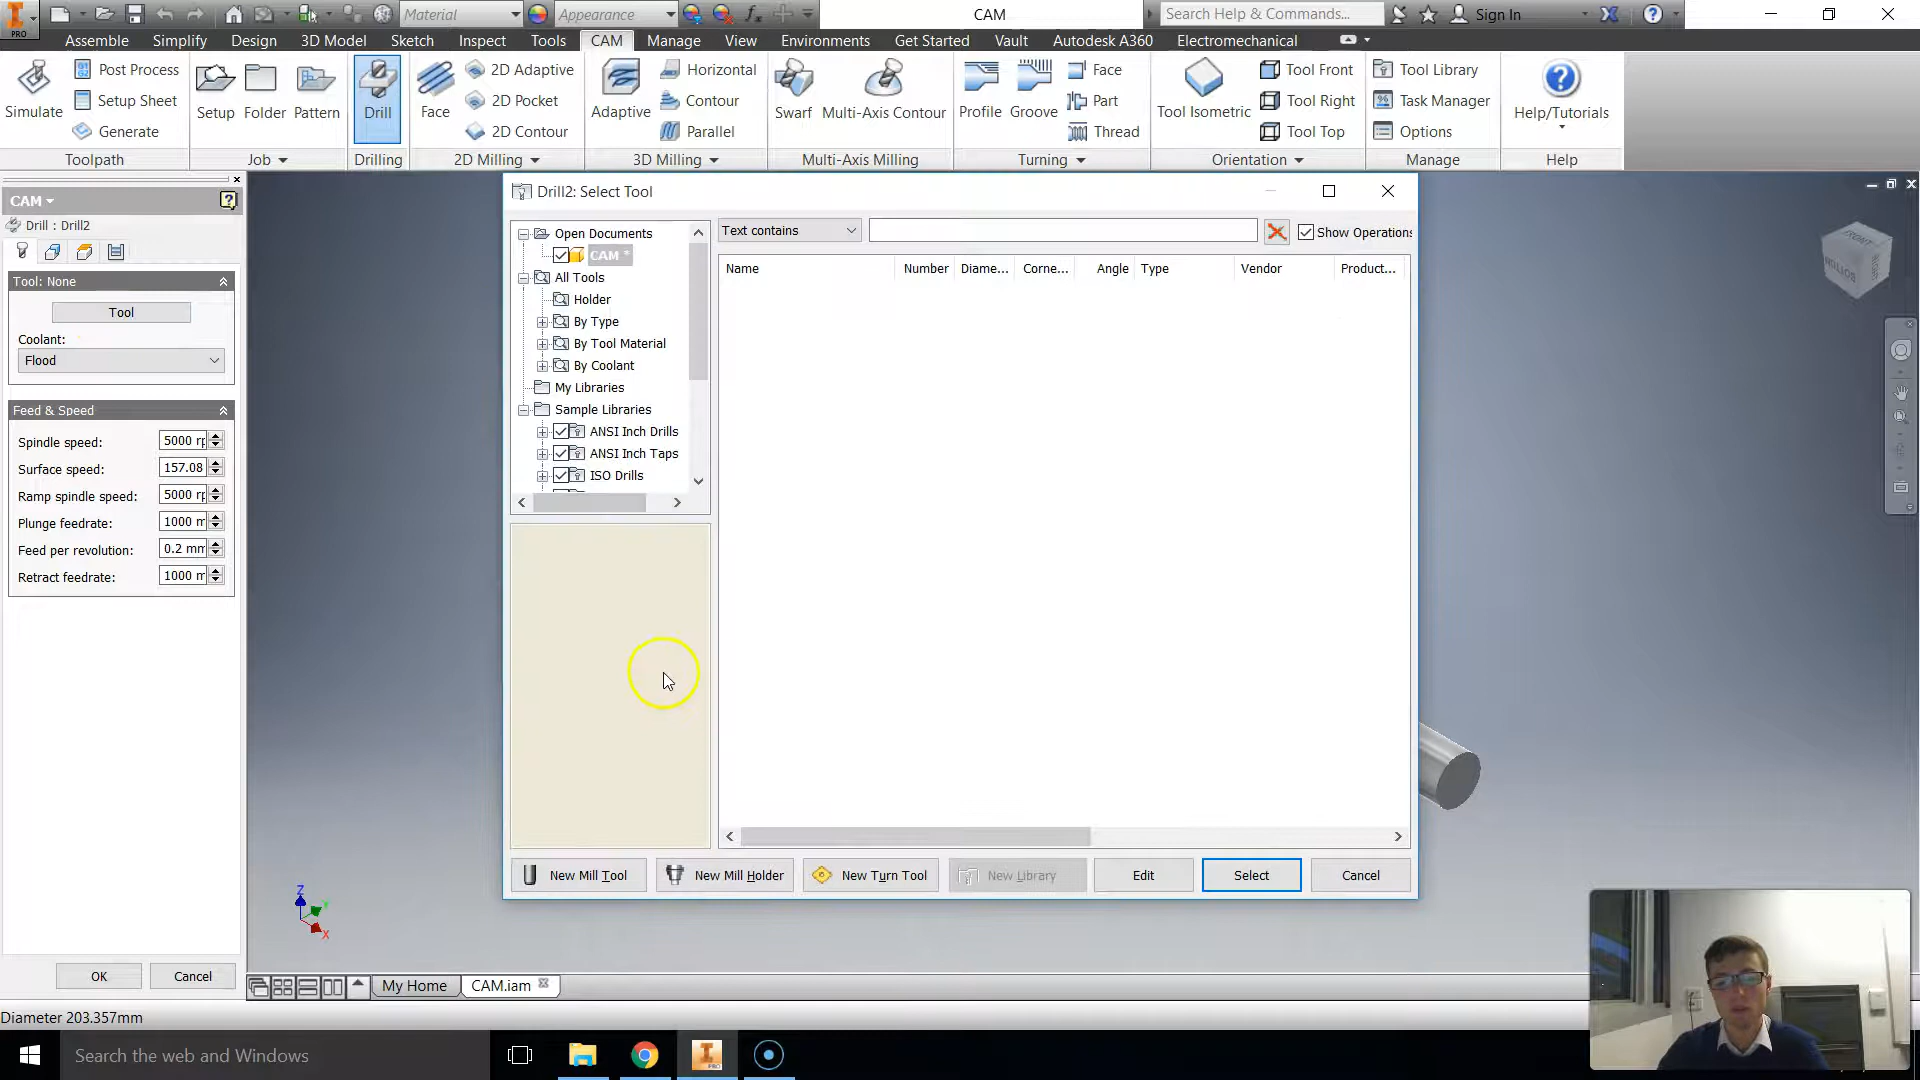 Material
Appearance
CAM
Search Help & Commands...
Sign In
PRO
Assemble Simplify Design 3D Model Sketch Inspect Tools CAM Manage View Environments Get Started Vault Autodesk A360 Electromechanical
Simulate
Post Process
Setup Sheet
Generate
Toolpath
Setup
Folder
Pattern
Job
Drill
Drilling
Face
2D Adaptive
2D Pocket
2D Contour
2D Milling
Adaptive
Horizontal
Contour
Parallel
3D Milling
Swarf
Multi-Axis Contour
Multi-Axis Milling
Profile
Groove
Face
Part
Thread
Turning
Tool Isometric
Tool Front
Tool Right
Tool Top
Orientation
Tool Library
Task Manager
Options
Manage
Help/Tutorials
Help
CAM
Drill : Drill2
Tool: None
Tool
Coolant:
Flood
Feed & Speed
Spindle speed: 5000 r
Surface speed: 157.08
Ramp spindle speed: 5000 r
Plunge feedrate: 1000 m
Feed per revolution: 0.2 mm
Retract feedrate: 1000 m
OK
Cancel
Drill2: Select Tool
Open Documents
CAM *
All Tools
Holder
By Type
By Tool Material
By Coolant
My Libraries
Sample Libraries
ANSI Inch Drills
ANSI Inch Taps
ISO Drills
Text contains
Show Operations
Name Number Diame... Corne... Angle Type Vendor Product...
New Mill Tool
New Mill Holder
New Turn Tool
New Library
Edit
Select
Cancel
FRONT
BOTTOM
Z
Y
X
My Home
CAM.iam
Diameter 203.357mm
Search the web and Windows
PRO